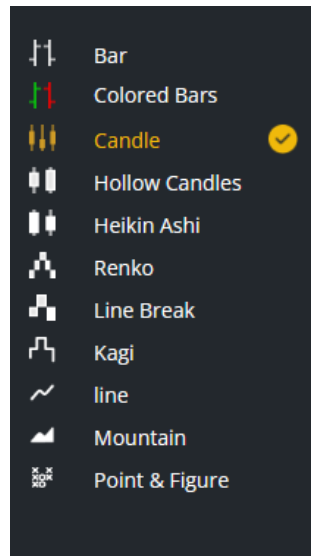 Bar
Colored Bars
Candle
Hollow Candles
Heikin Ashi
Renko
Line Break
Kagi
line
Mountain
Point & Figure